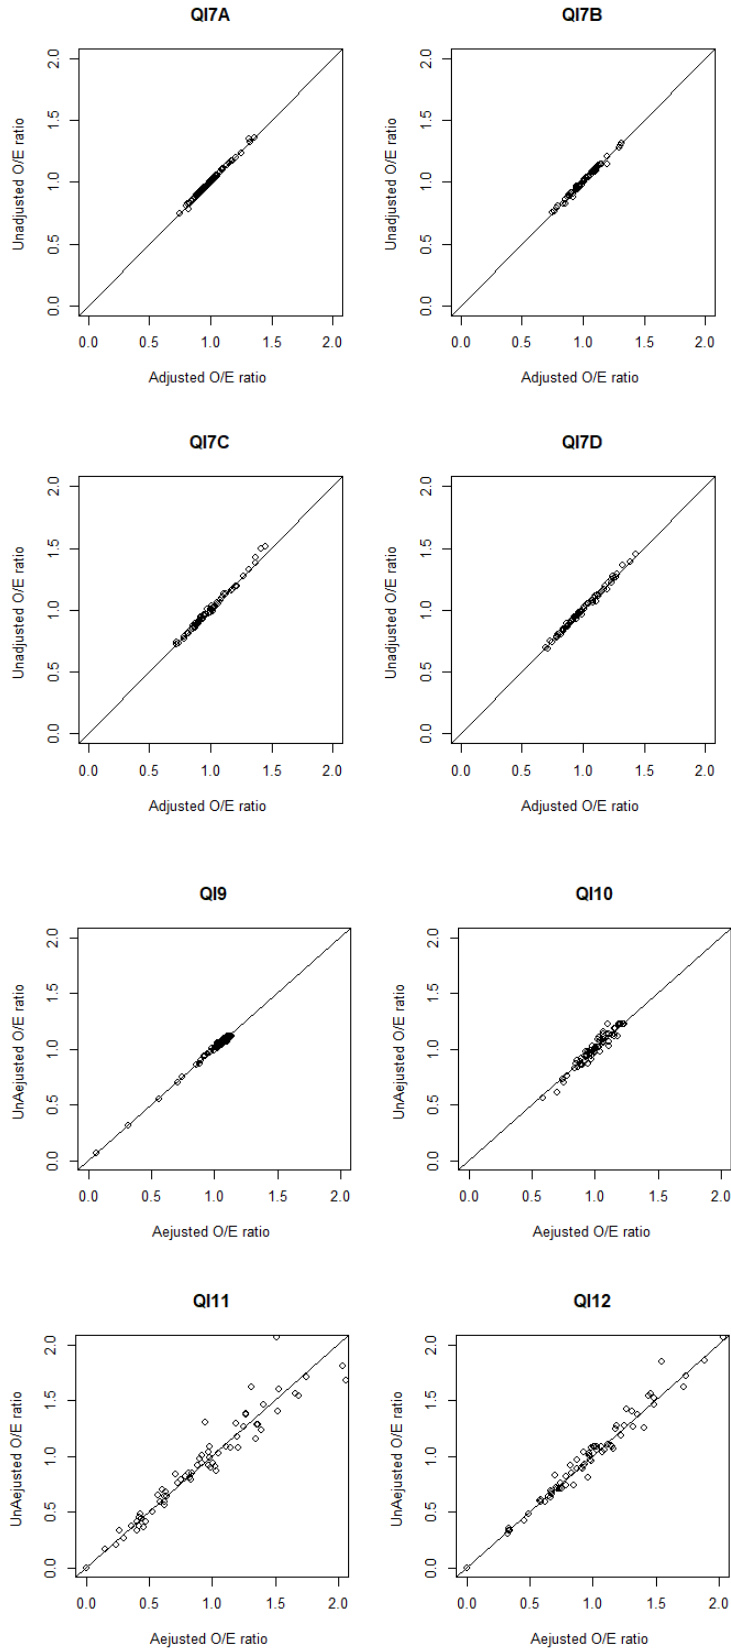 QI7A
2.0
1.5
1.0
0.5
0.0
Unadjusted O/E ratio
0.0 0.5 1.0 1.5 2.0
Adjusted O/E ratio
QI7B
2.0
1.5
1.0
0.5
0.0
Unadjusted O/E ratio
0.0 0.5 1.0 1.5 2.0
Adjusted O/E ratio
QI7C
2.0
1.5
1.0
0.5
0.0
Unadjusted O/E ratio
0.0 0.5 1.0 1.5 2.0
Adjusted O/E ratio
QI7D
2.0
1.5
1.0
0.5
0.0
Unadjusted O/E ratio
0.0 0.5 1.0 1.5 2.0
Adjusted O/E ratio
QI9
2.0
1.5
1.0
0.5
0.0
UnAejusted O/E ratio
0.0 0.5 1.0 1.5 2.0
Aejusted O/E ratio
QI10
2.0
1.5
1.0
0.5
0.0
UnAejusted O/E ratio
0.0 0.5 1.0 1.5 2.0
Aejusted O/E ratio
QI11
2.0
1.5
1.0
0.5
0.0
UnAejusted O/E ratio
0.0 0.5 1.0 1.5 2.0
Aejusted O/E ratio
QI12
2.0
1.5
1.0
0.5
0.0
UnAejusted O/E ratio
0.0 0.5 1.0 1.5 2.0
Aejusted O/E ratio